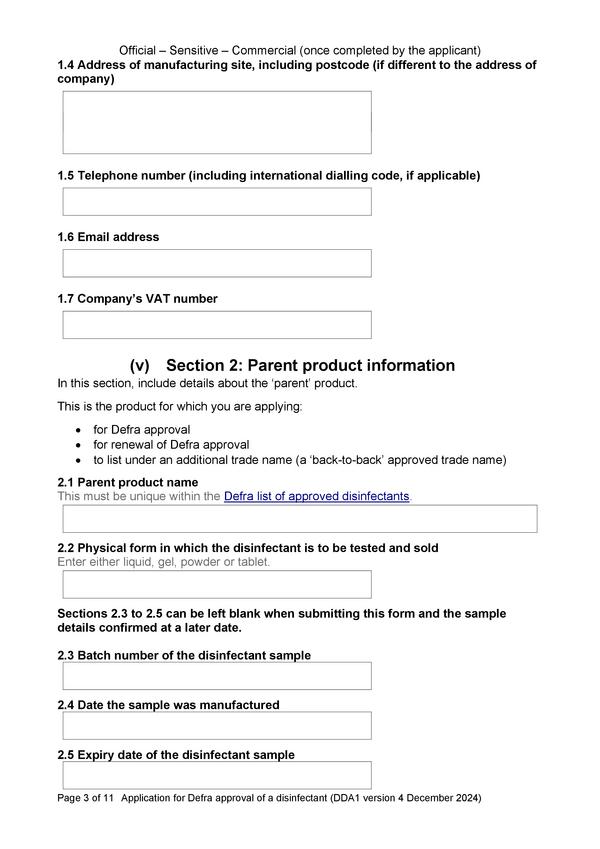 Official – Sensitive – Commercial (once completed by the applicant)
1.4 Address of manufacturing site, including postcode (if different to the address of
company)
1.5 Telephone number (including international dialling code, if applicable)
1.6 Email address
1.7 Company’s VAT number
(v) Section 2: Parent product information
In this section, include details about the ‘parent’ product.
This is the product for which you are applying:
• for Defra approval
• for renewal of Defra approval
• to list under an additional trade name (a ‘back-to-back’ approved trade name)
2.1 Parent product name
This must be unique within the Defra list of approved disinfectants.
2.2 Physical form in which the disinfectant is to be tested and sold
Enter either liquid, gel, powder or tablet.
Sections 2.3 to 2.5 can be left blank when submitting this form and the sample
details confirmed at a later date.
2.3 Batch number of the disinfectant sample
2.4 Date the sample was manufactured
2.5 Expiry date of the disinfectant sample
Page 3 of 11 Application for Defra approval of a disinfectant (DDA1 version 4 December 2024)